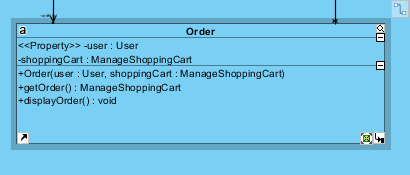 a
Order
<<Property>> -user : User
-shoppingCart : ManageShoppingCart
+Order(user : User, shoppingCart : ManageShoppingCart)
+getOrder() : ManageShoppingCart
+displayOrder() : void